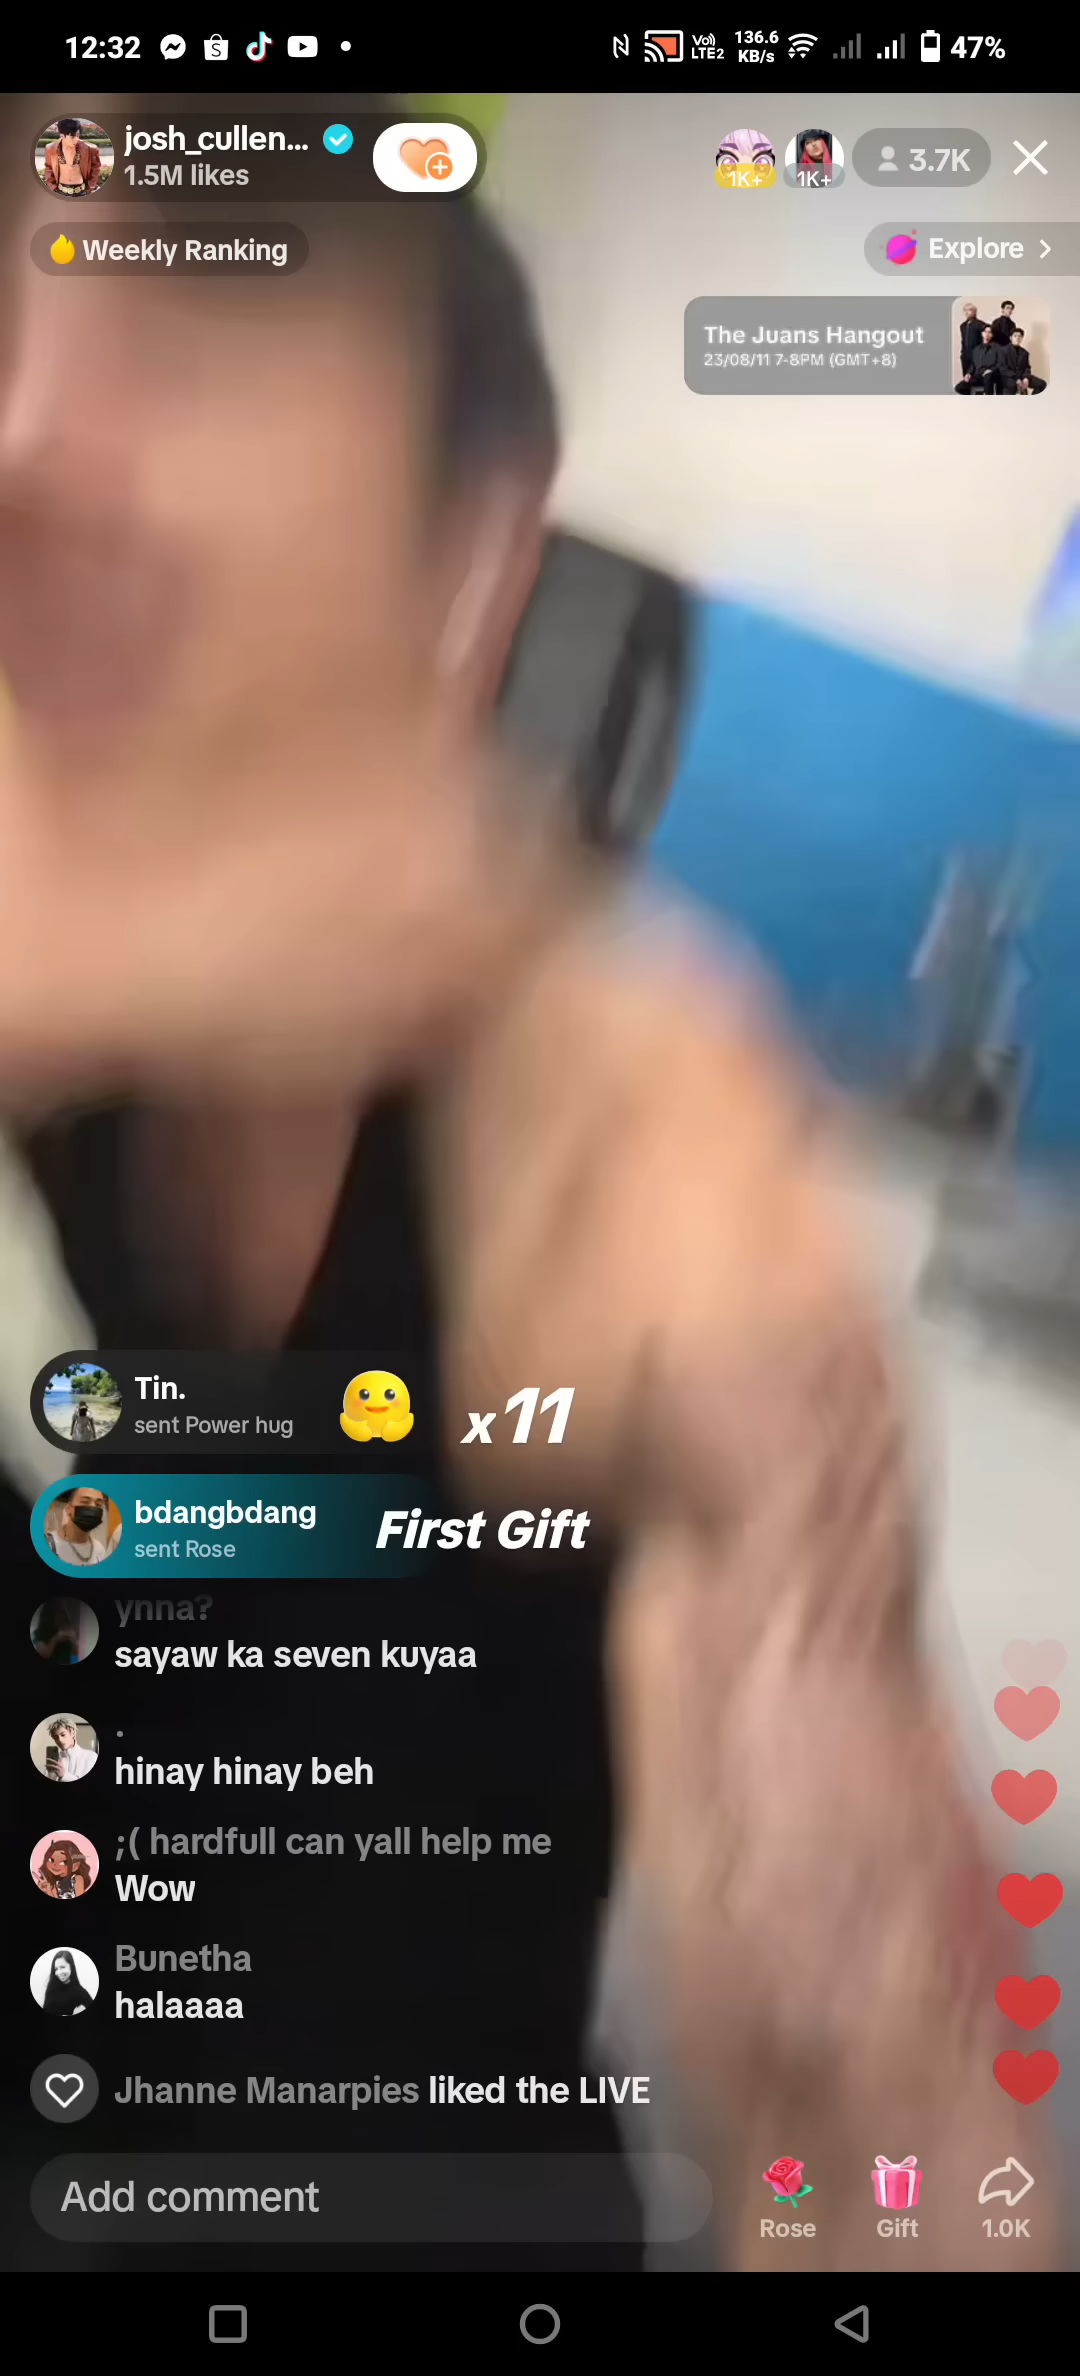 12:32
Vo))
LTE2
136.6
KB/s
47%
josh_cullen...
1.5M likes
1K+
1K+
3.7K
Weekly Ranking
Explore
The Juans Hangout
23/08/11 7-8PM (GMT+8)
Tin.
sent Power hug
x11
bdangbdang
sent Rose
First Gift
ynna?
sayaw ka seven kuyaa
.
hinay hinay beh
;( hardfull can yall help me
Wow
Bunetha
halaaaa
Jhanne Manarpies liked the LIVE
Add comment
Rose
Gift
1.0K